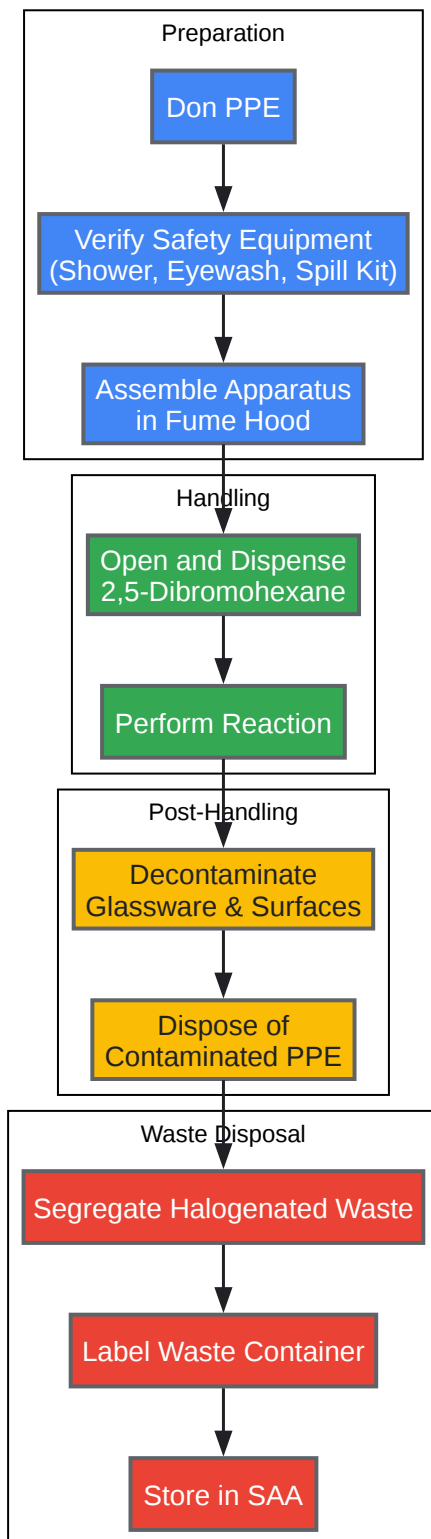 Preparation
Don PPE
Verify Safety Equipment
(Shower, Eyewash, Spill Kit)
Assemble Apparatus
in Fume Hood
Handling
Open and Dispense
2,5-Dibromohexane
Perform Reaction
Post-Handling
Decontaminate
Glassware & Surfaces
Dispose of
Contaminated PPE
Waste Disposal
Segregate Halogenated Waste
Label Waste Container
Store in SAA